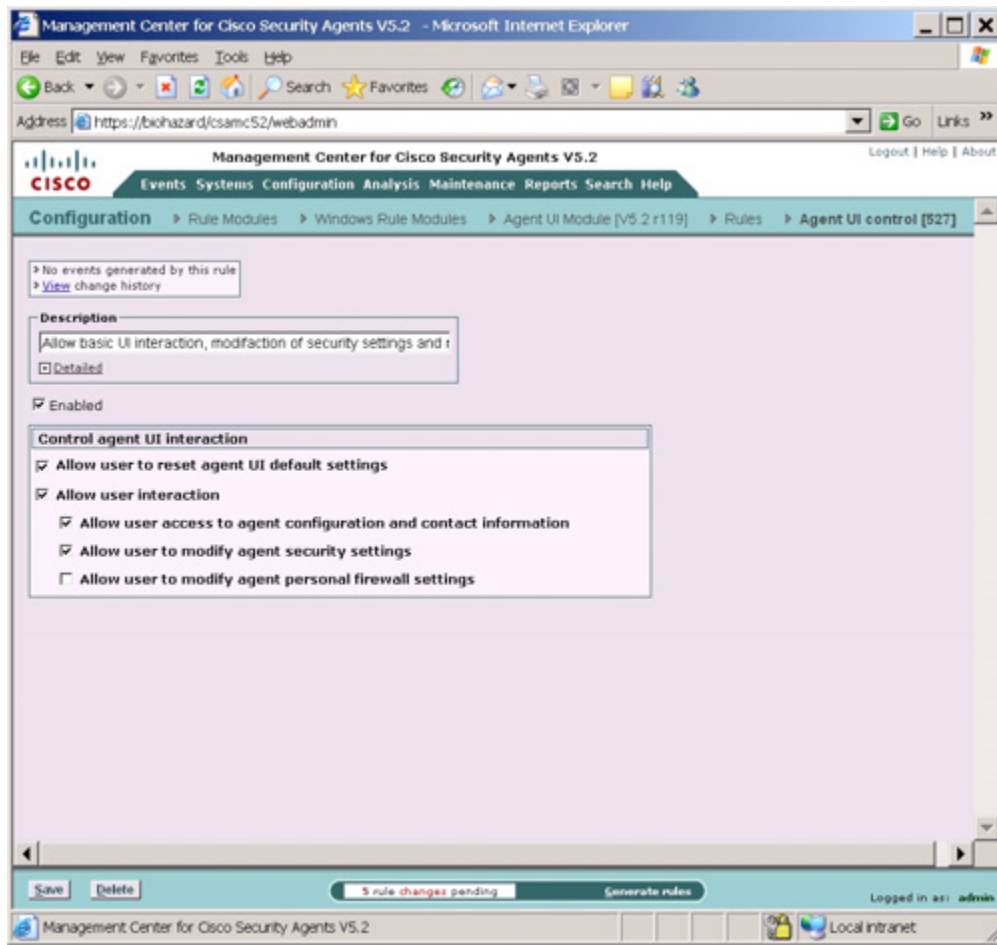 Management Center for Cisco Security Agents V5.2 - Microsoft Internet Explorer
File Edit View Favorites Tools Help
Back Search Favorites
Address https://biohazard/csamc52/webadmin Go Links »
Management Center for Cisco Security Agents V5.2 Logout | Help | About
CISCO Events Systems Configuration Analysis Maintenance Reports Search Help
Configuration Rule Modules Windows Rule Modules Agent UI Module [V5.2 r119] Rules Agent UI control [527]
No events generated by this rule
View change history
Description
Allow basic UI interaction, modifaction of security settings and r
Detailed
Enabled
Control agent UI interaction
Allow user to reset agent UI default settings
Allow user interaction
Allow user access to agent configuration and contact information
Allow user to modify agent security settings
Allow user to modify agent personal firewall settings
Save Delete 5 rule changes pending Generate rules Logged in as: admin
Management Center for Cisco Security Agents V5.2 Local intranet